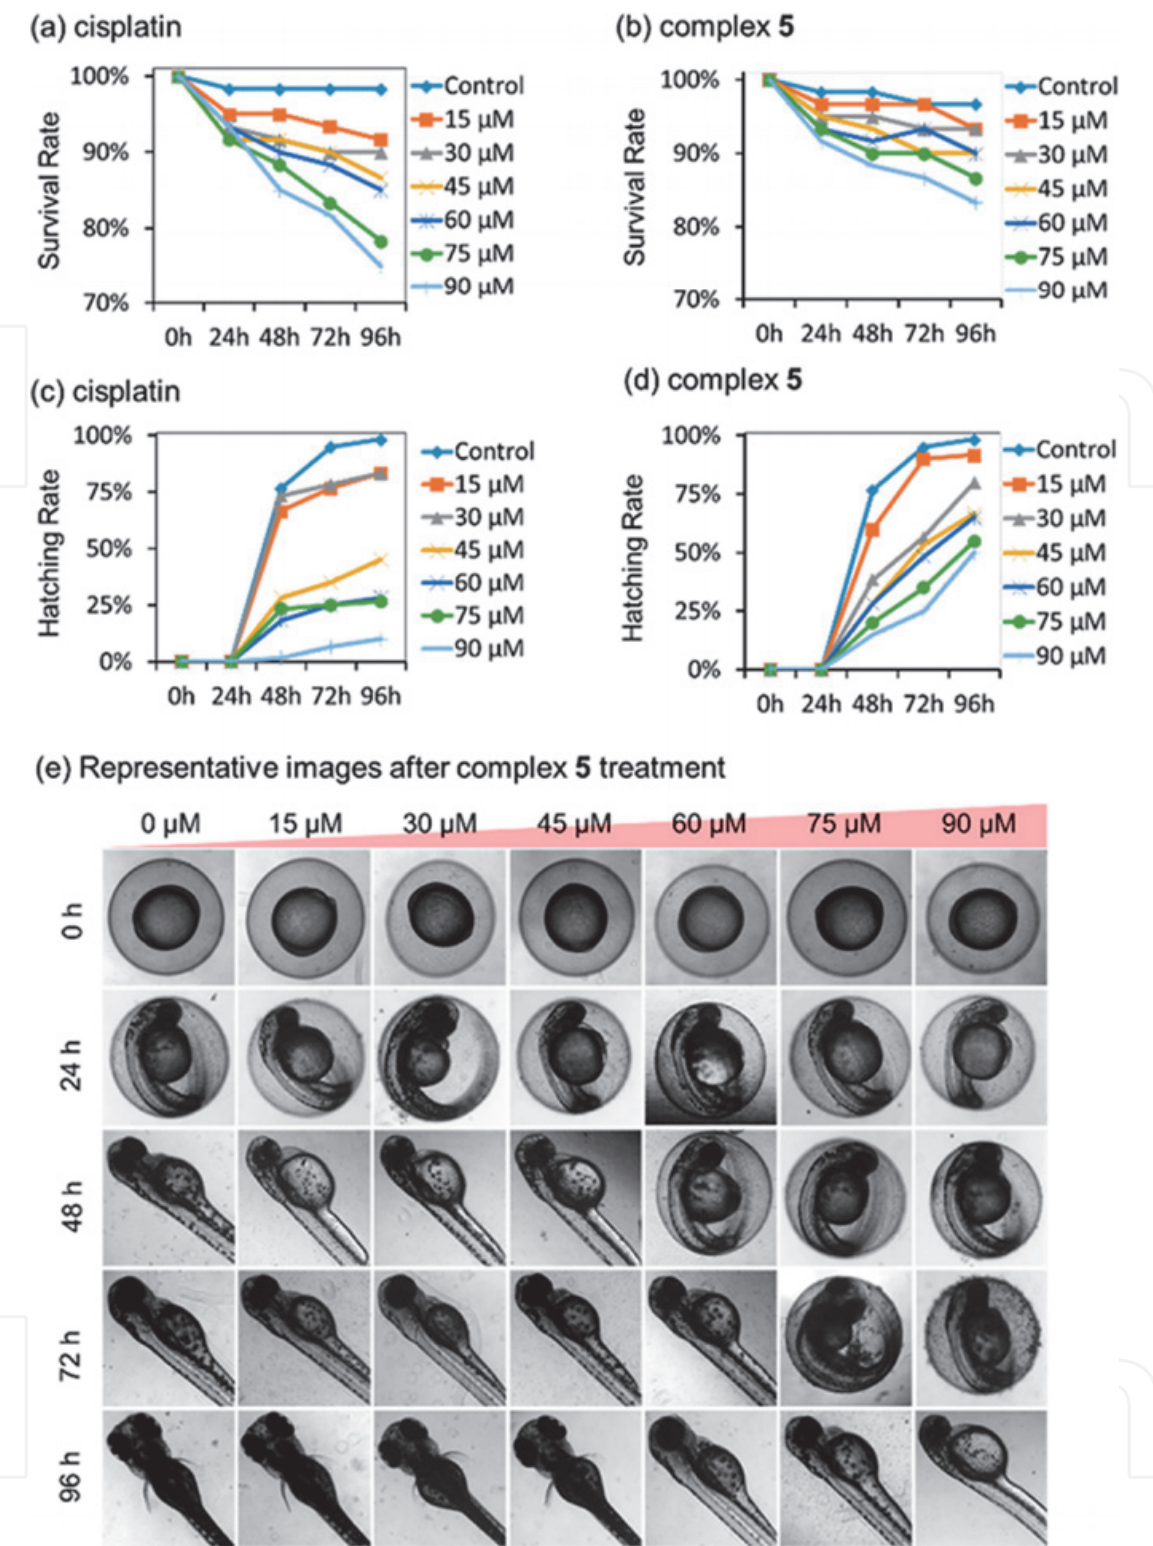 (a) cisplatin
100%
90%
80%
70%
Survival Rate
0h 24h 48h 72h 96h
Control
15 µM
30 µM
45 µM
60 µM
75 µM
90 µM
(b) complex 5
100%
90%
80%
70%
Survival Rate
0h 24h 48h 72h 96h
Control
15 µM
30 µM
45 µM
60 µM
75 µM
90 µM
(c) cisplatin
100%
75%
50%
25%
0%
Hatching Rate
0h 24h 48h 72h 96h
Control
15 µM
30 µM
45 µM
60 µM
75 µM
90 µM
(d) complex 5
100%
75%
50%
25%
0%
Hatching Rate
0h 24h 48h 72h 96h
Control
15 µM
30 µM
45 µM
60 µM
75 µM
90 µM
(e) Representative images after complex 5 treatment
0 µM 15 µM 30 µM 45 µM 60 µM 75 µM 90 µM
0 h
24 h
48 h
72 h
96 h